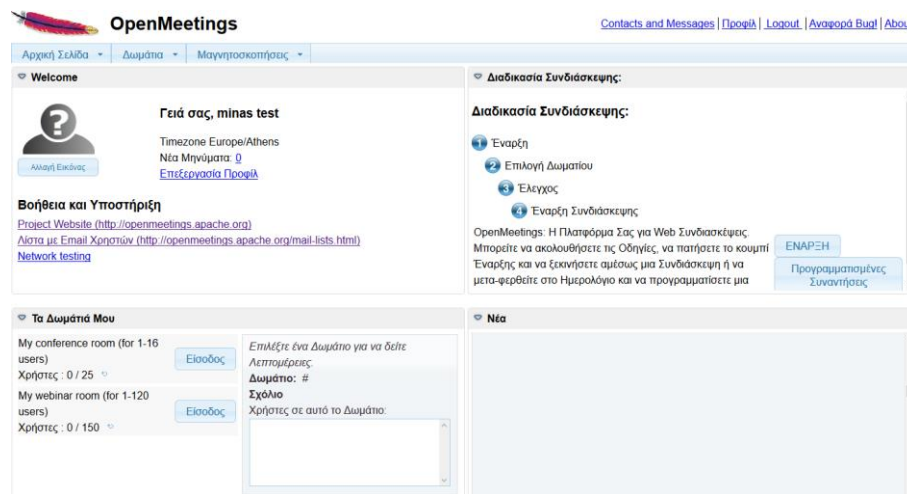 OpenMeetings
Contacts and Messages | Προφίλ | Logout | Αναφορά Bug! | Abou
Αρχική Σελίδα
Δωμάτια
Μαγνητοσκοπήσεις
Welcome
Γειά σας, minas test
Timezone Europe/Athens
Νέα Μηνύματα: 0
Επεξεργασία Προφίλ
Αλλαγή Εικόνας
Βοήθεια και Υποστήριξη
Project Website (http://openmeetings.apache.org)
Λίστα με Email Χρηστών (http://openmeetings.apache.org/mail-lists.html)
Network testing
Διαδικασία Συνδιάσκεψης:
Διαδικασία Συνδιάσκεψης:
1 Έναρξη
2 Επιλογή Δωματίου
3 Έλεγχος
4 Έναρξη Συνδιάσκεψης
OpenMeetings: Η Πλατφόρμα Σας για Web Συνδιασκέψεις.
Μπορείτε να ακολουθήσετε τις Οδηγίες, να πατήσετε το κουμπί
Έναρξης και να ξεκινήσετε αμέσως μια Συνδιάσκεψη ή να
μετα-φερθείτε στο Ημερολόγιο και να προγραμματίσετε μια
ΕΝΑΡΞΗ
Προγραμματισμένες
Συναντήσεις
Τα Δωμάτιά Μου
My conference room (for 1-16
users)
Χρήστες : 0 / 25
Είσοδος
My webinar room (for 1-120
users)
Χρήστες : 0 / 150
Είσοδος
Επιλέξτε ένα Δωμάτιο για να δείτε
Λεπτομέρειες.
Δωμάτιο: #
Σχόλιο
Χρήστες σε αυτό το Δωμάτιο:
Νέα